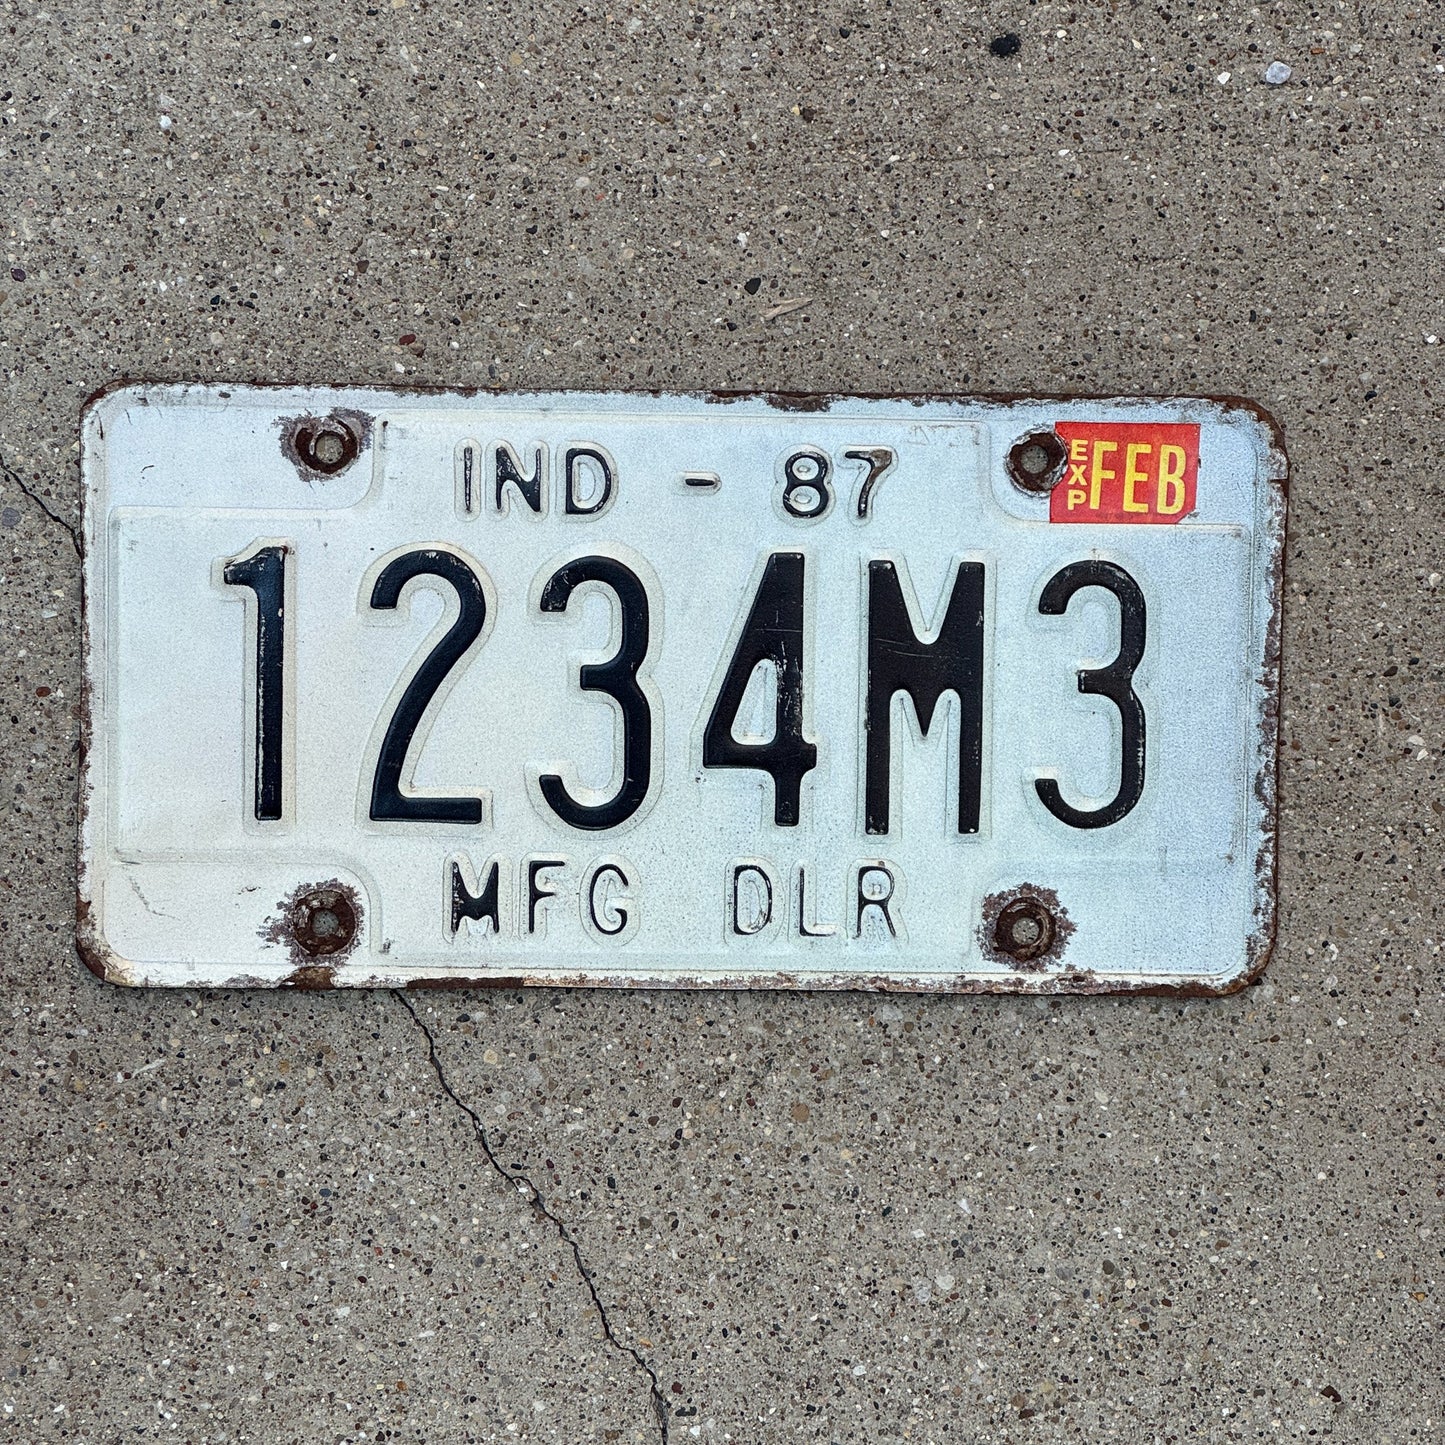 IND - 87
EXP FEB
1234M3
MFG DLR